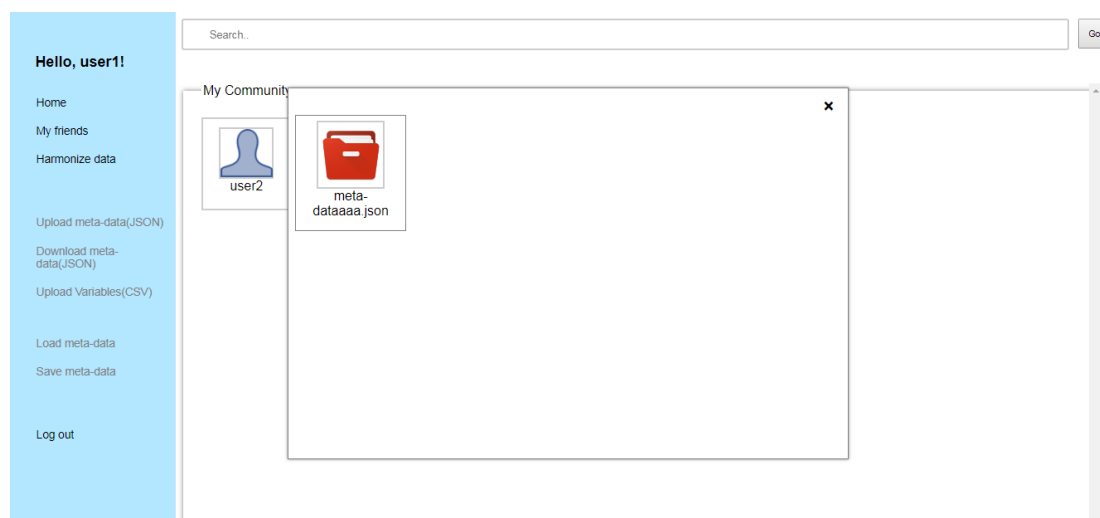 Search..
Go
Hello, user1!
Home
My friends
Harmonize data
Upload meta-data(JSON)
Download meta-
data(JSON)
Upload Variables(CSV)
Load meta-data
Save meta-data
Log out
My Community
user2
meta-
dataaaa.json